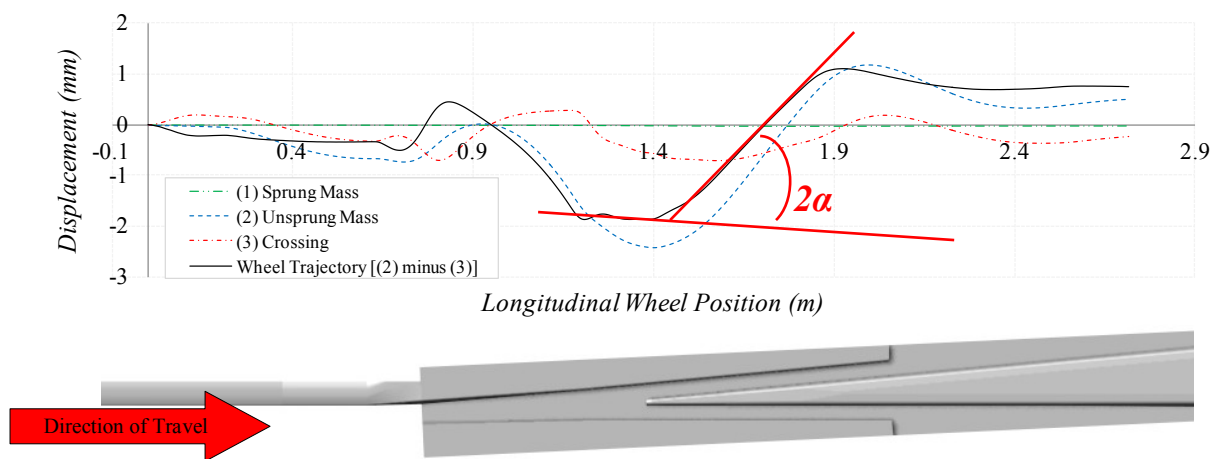 2
1
0
-1
-2
-3
-0.1
0.4
0.9
1.4
1.9
2.4
2.9
Displacement (mm)
(1) Sprung Mass
(2) Unsprung Mass
(3) Crossing
Wheel Trajectory [(2) minus (3)]
2α
Longitudinal Wheel Position (m)
Direction of Travel